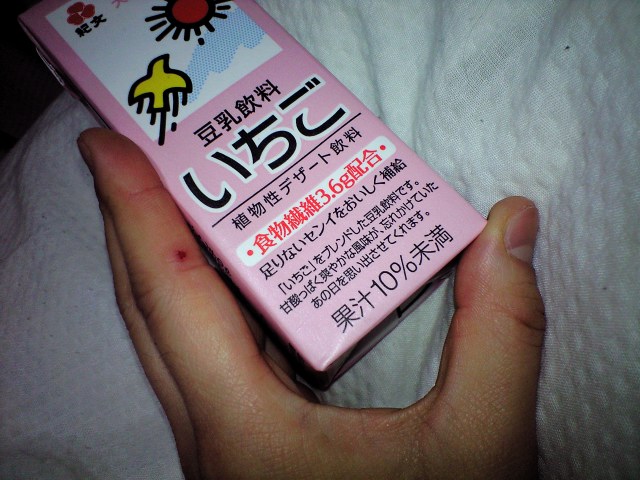 紀文
豆乳飲料
いちご
植物性デザート飲料
・食物繊維3.6g配合・
足りないセンイをおいしく補給
「いちご」をブレンドした豆乳飲料です。
甘酸っぱく爽やかな風味が、忘れかけていた
あの日を思い出させてくれます。
果汁10%未満